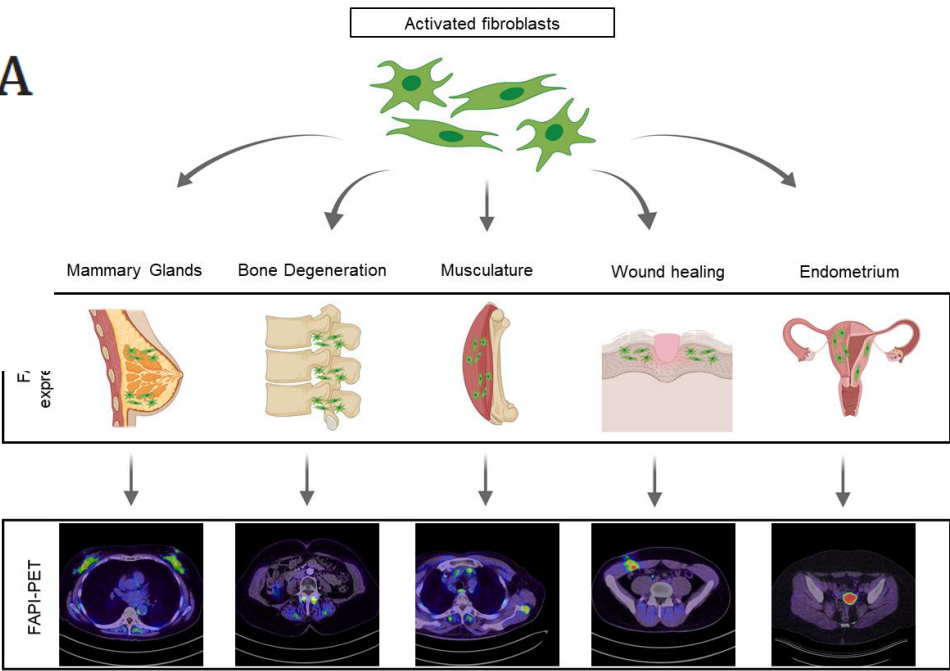 Activated fibroblasts
A
Mammary Glands
Bone Degeneration
Musculature
Wound healing
Endometrium
FAPI-PET